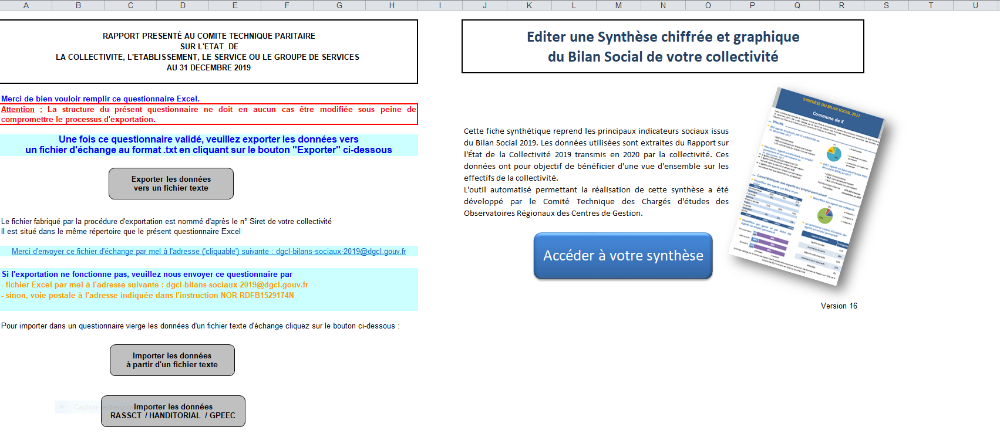 A B C D E F G H I J K L M N O P Q R S T U
RAPPORT PRESENTÉ AU COMITE TECHNIQUE PARITAIRE
SUR L'ETAT DE
LA COLLECTIVITE, L'ETABLISSEMENT, LE SERVICE OU LE GROUPE DE SERVICES
AU 31 DECEMBRE 2019
Merci de bien vouloir remplir ce questionnaire Excel.
Attention : La structure du présent questionnaire ne doit en aucun cas être modifiée sous peine de
compromettre le processus d'exportation.
Une fois ce questionnaire validé, veuillez exporter les données vers
un fichier d'échange au format .txt en cliquant sur le bouton "Exporter" ci-dessous
Exporter les données
vers un fichier texte
Le fichier fabriqué par la procédure d'exportation est nommé d'après le n° Siret de votre collectivité
Il est situé dans le même répertoire que le présent questionnaire Excel
Merci d'envoyer ce fichier d'échange par mel à l'adresse ('cliquable') suivante : dgcl-bilans-sociaux-2019@dgcl.gouv.fr
Si l'exportation ne fonctionne pas, veuillez nous envoyer ce questionnaire par
- fichier Excel par mel à l'adresse suivante : dgcl-bilans-sociaux-2019@dgcl.gouv.fr
- sinon, voie postale à l'adresse indiquée dans l'instruction NOR RDFB1529174N
Pour importer dans un questionnaire vierge les données d'un fichier texte d'échange cliquez sur le bouton ci-dessous :
Importer les données
à partir d'un fichier texte
Importer les données
RASSCT / HANDITORIAL / GPEEC
Editer une Synthèse chiffrée et graphique
du Bilan Social de votre collectivité
Cette fiche synthétique reprend les principaux indicateurs sociaux issus
du Bilan Social 2019. Les données utilisées sont extraites du Rapport sur
l'État de la Collectivité 2019 transmis en 2020 par la collectivité. Ces
données ont pour objectif de bénéficier d'une vue d'ensemble sur les
effectifs de la collectivité.
L'outil automatisé permettant la réalisation de cette synthèse a été
développé par le Comité Technique des Chargés d'études des
Observatoires Régionaux des Centres de Gestion.
Accéder à votre synthèse
SYNTHÈSE DU BILAN SOCIAL 2017
Commune de X
Effectifs
Caractéristiques des agents sur emploi permanent
Version 16